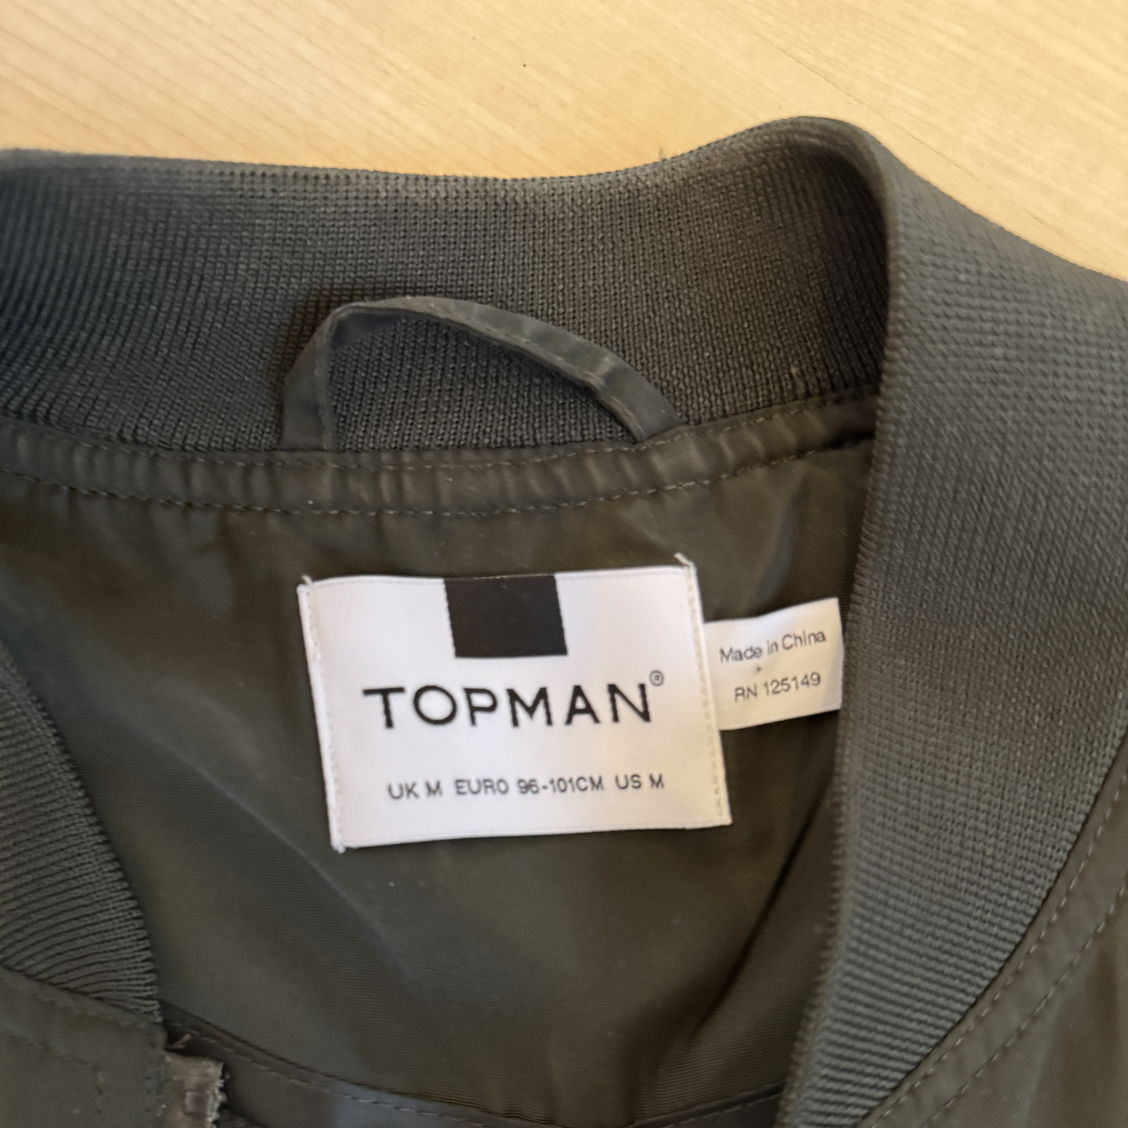 TOPMAN®
UK M EURO 96-101CM US M
Made in China
RN 125149